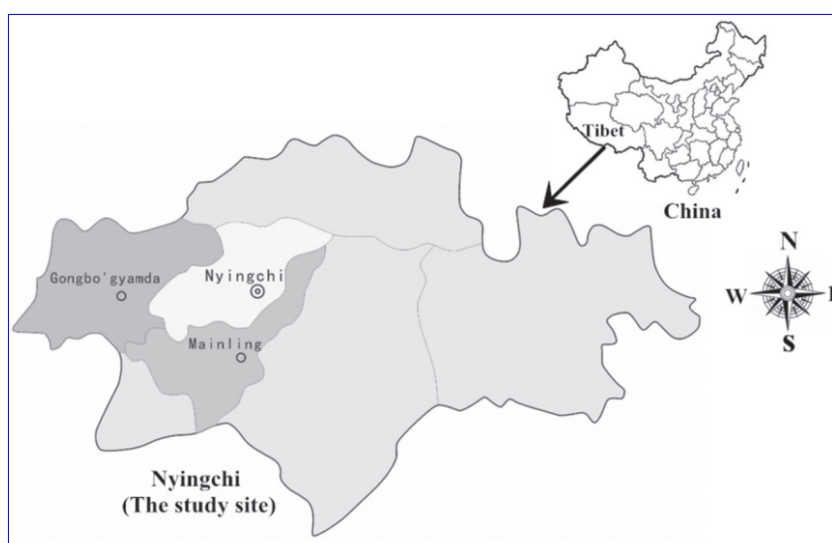 Tibet
China
N
Gongbo'gyamda
Nyingchi
W
S
Mainling
Nyingchi
(The study site)